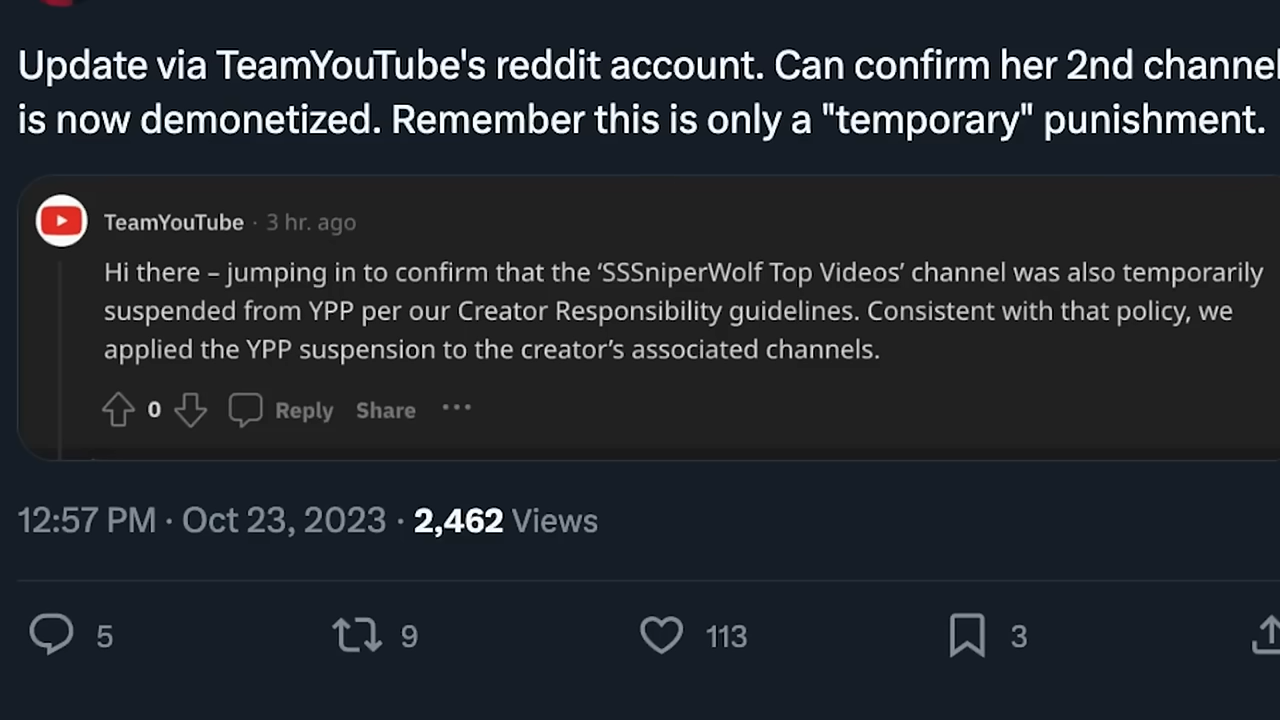 Update via TeamYouTube's reddit account. Can confirm her 2nd channel
is now demonetized. Remember this is only a "temporary" punishment.
TeamYouTube · 3 hr. ago
Hi there – jumping in to confirm that the ‘SSSniperWolf Top Videos’ channel was also temporarily
suspended from YPP per our Creator Responsibility guidelines. Consistent with that policy, we
applied the YPP suspension to the creator’s associated channels.
0 Reply Share ···
12:57 PM · Oct 23, 2023 · 2,462 Views
5 9 113 3